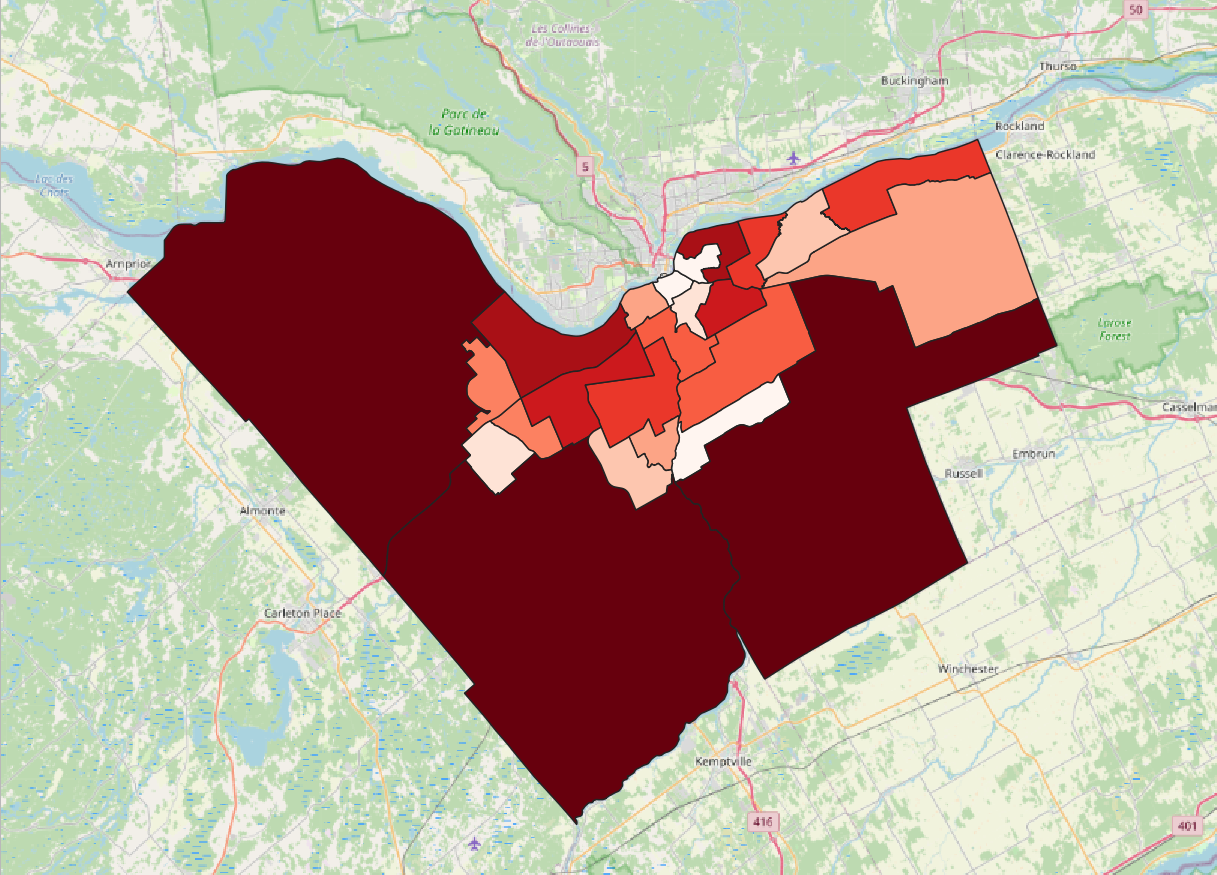 50
Les Collines
de-l'Outaouais
Thurso
Buckingham
Parc de
la Gatineau
Rockland
Clarence-Rockland
5
Lac des
Chats
Arnprior
Larose
Forest
Casselman
Embrun
Russell
Almonte
Carleton Place
Winchester
Kemptville
416
401